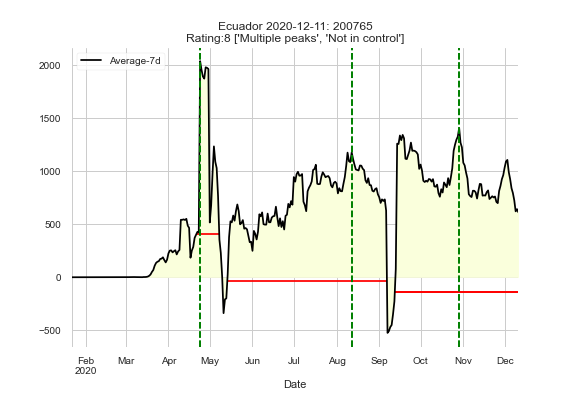 Ecuador 2020-12-11: 200765
Rating:8 ['Multiple peaks', 'Not in control']
Average-7d
2000
1500
1000
500
0
−500
Feb Mar Apr May Jun Jul Aug Sep Oct Nov Dec
2020
Date